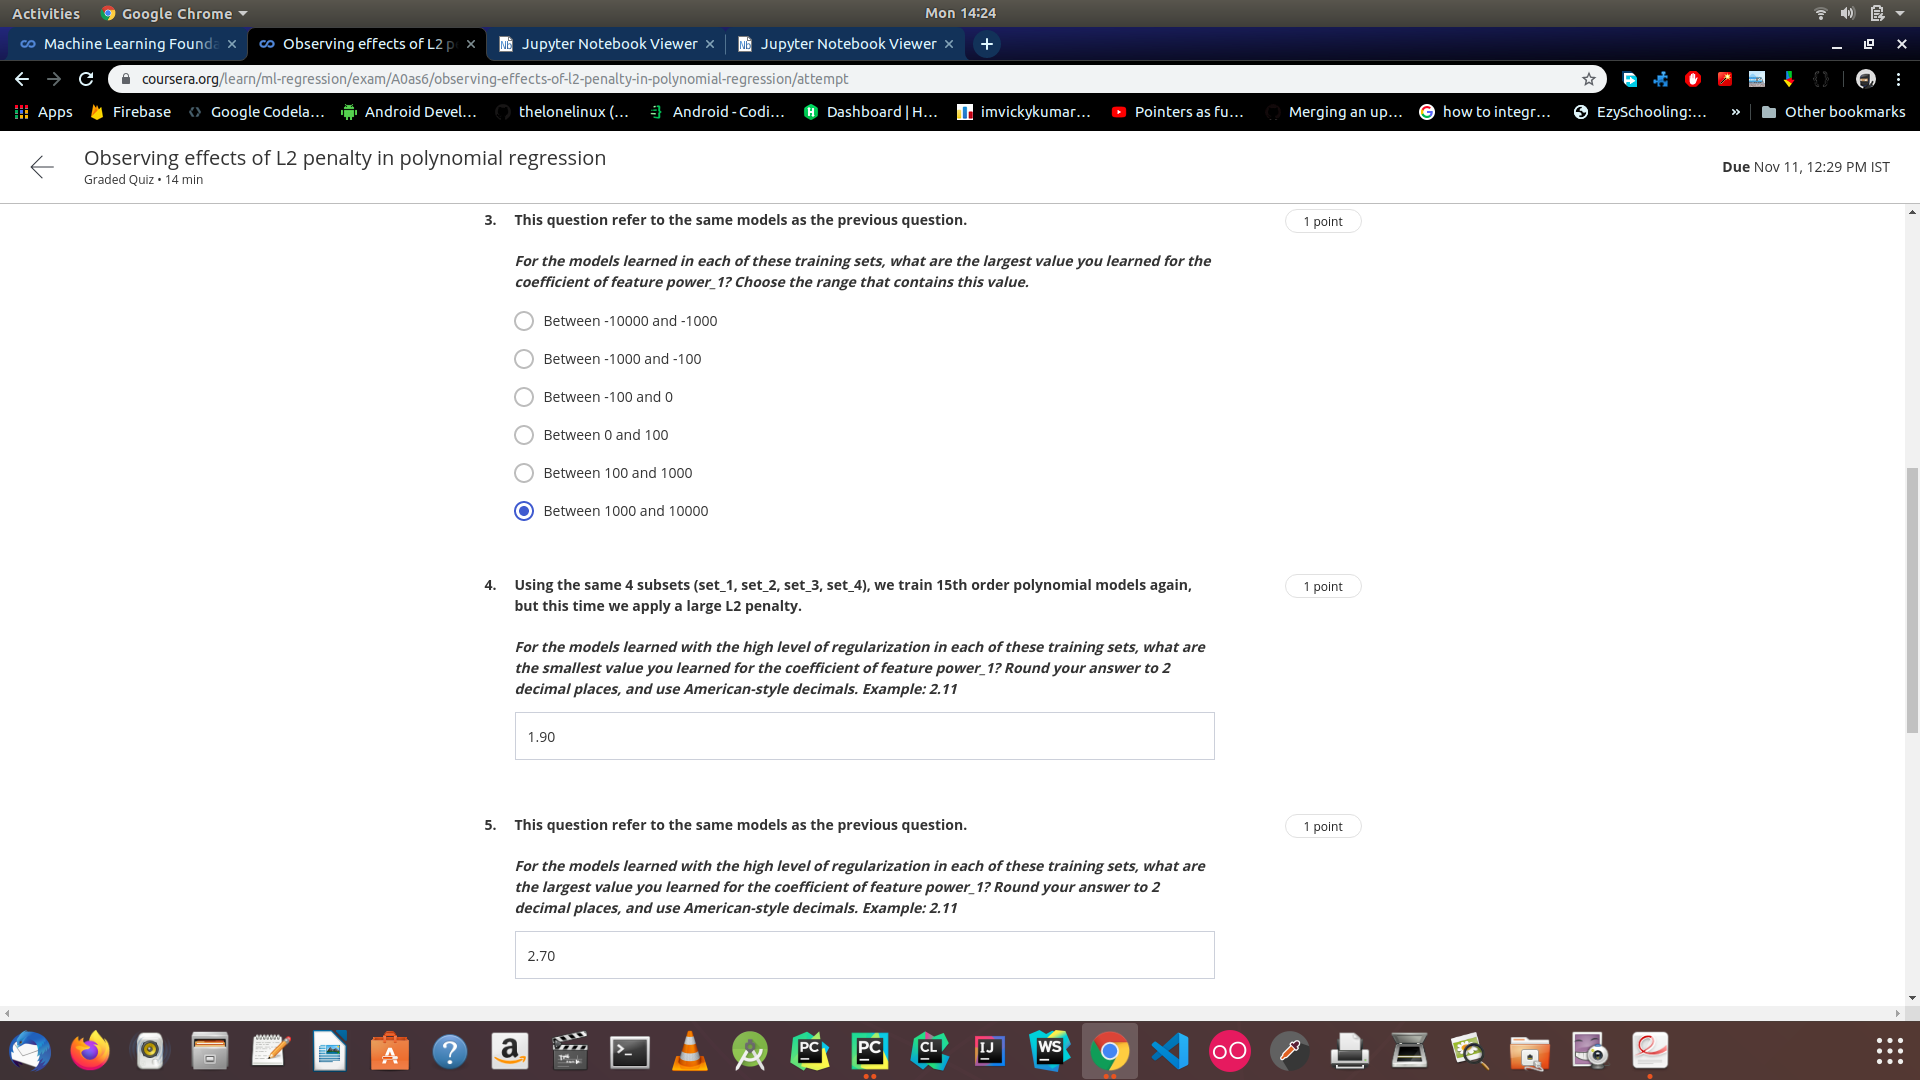 Activities
Google Chrome
Mon 14:24
Machine Learning Founda
Observing effects of L2 p
Jupyter Notebook Viewer
Jupyter Notebook Viewer
coursera.org/learn/ml-regression/exam/A0as6/observing-effects-of-l2-penalty-in-polynomial-regression/attempt
Apps
Firebase
Google Codela...
Android Devel...
thelonelinux (...
Android - Codi...
Dashboard | H...
imvickykumar...
Pointers as fu...
Merging an up...
how to integr...
EzySchooling:...
»
Other bookmarks
Observing effects of L2 penalty in polynomial regression
Graded Quiz • 14 min
Due Nov 11, 12:29 PM IST
3. This question refer to the same models as the previous question.
1 point
For the models learned in each of these training sets, what are the largest value you learned for the
coefficient of feature power_1? Choose the range that contains this value.
Between -10000 and -1000
Between -1000 and -100
Between -100 and 0
Between 0 and 100
Between 100 and 1000
Between 1000 and 10000
4. Using the same 4 subsets (set_1, set_2, set_3, set_4), we train 15th order polynomial models again,
but this time we apply a large L2 penalty.
1 point
For the models learned with the high level of regularization in each of these training sets, what are
the smallest value you learned for the coefficient of feature power_1? Round your answer to 2
decimal places, and use American-style decimals. Example: 2.11
1.90
5. This question refer to the same models as the previous question.
1 point
For the models learned with the high level of regularization in each of these training sets, what are
the largest value you learned for the coefficient of feature power_1? Round your answer to 2
decimal places, and use American-style decimals. Example: 2.11
2.70
PC
PC
CL
IJ
WS